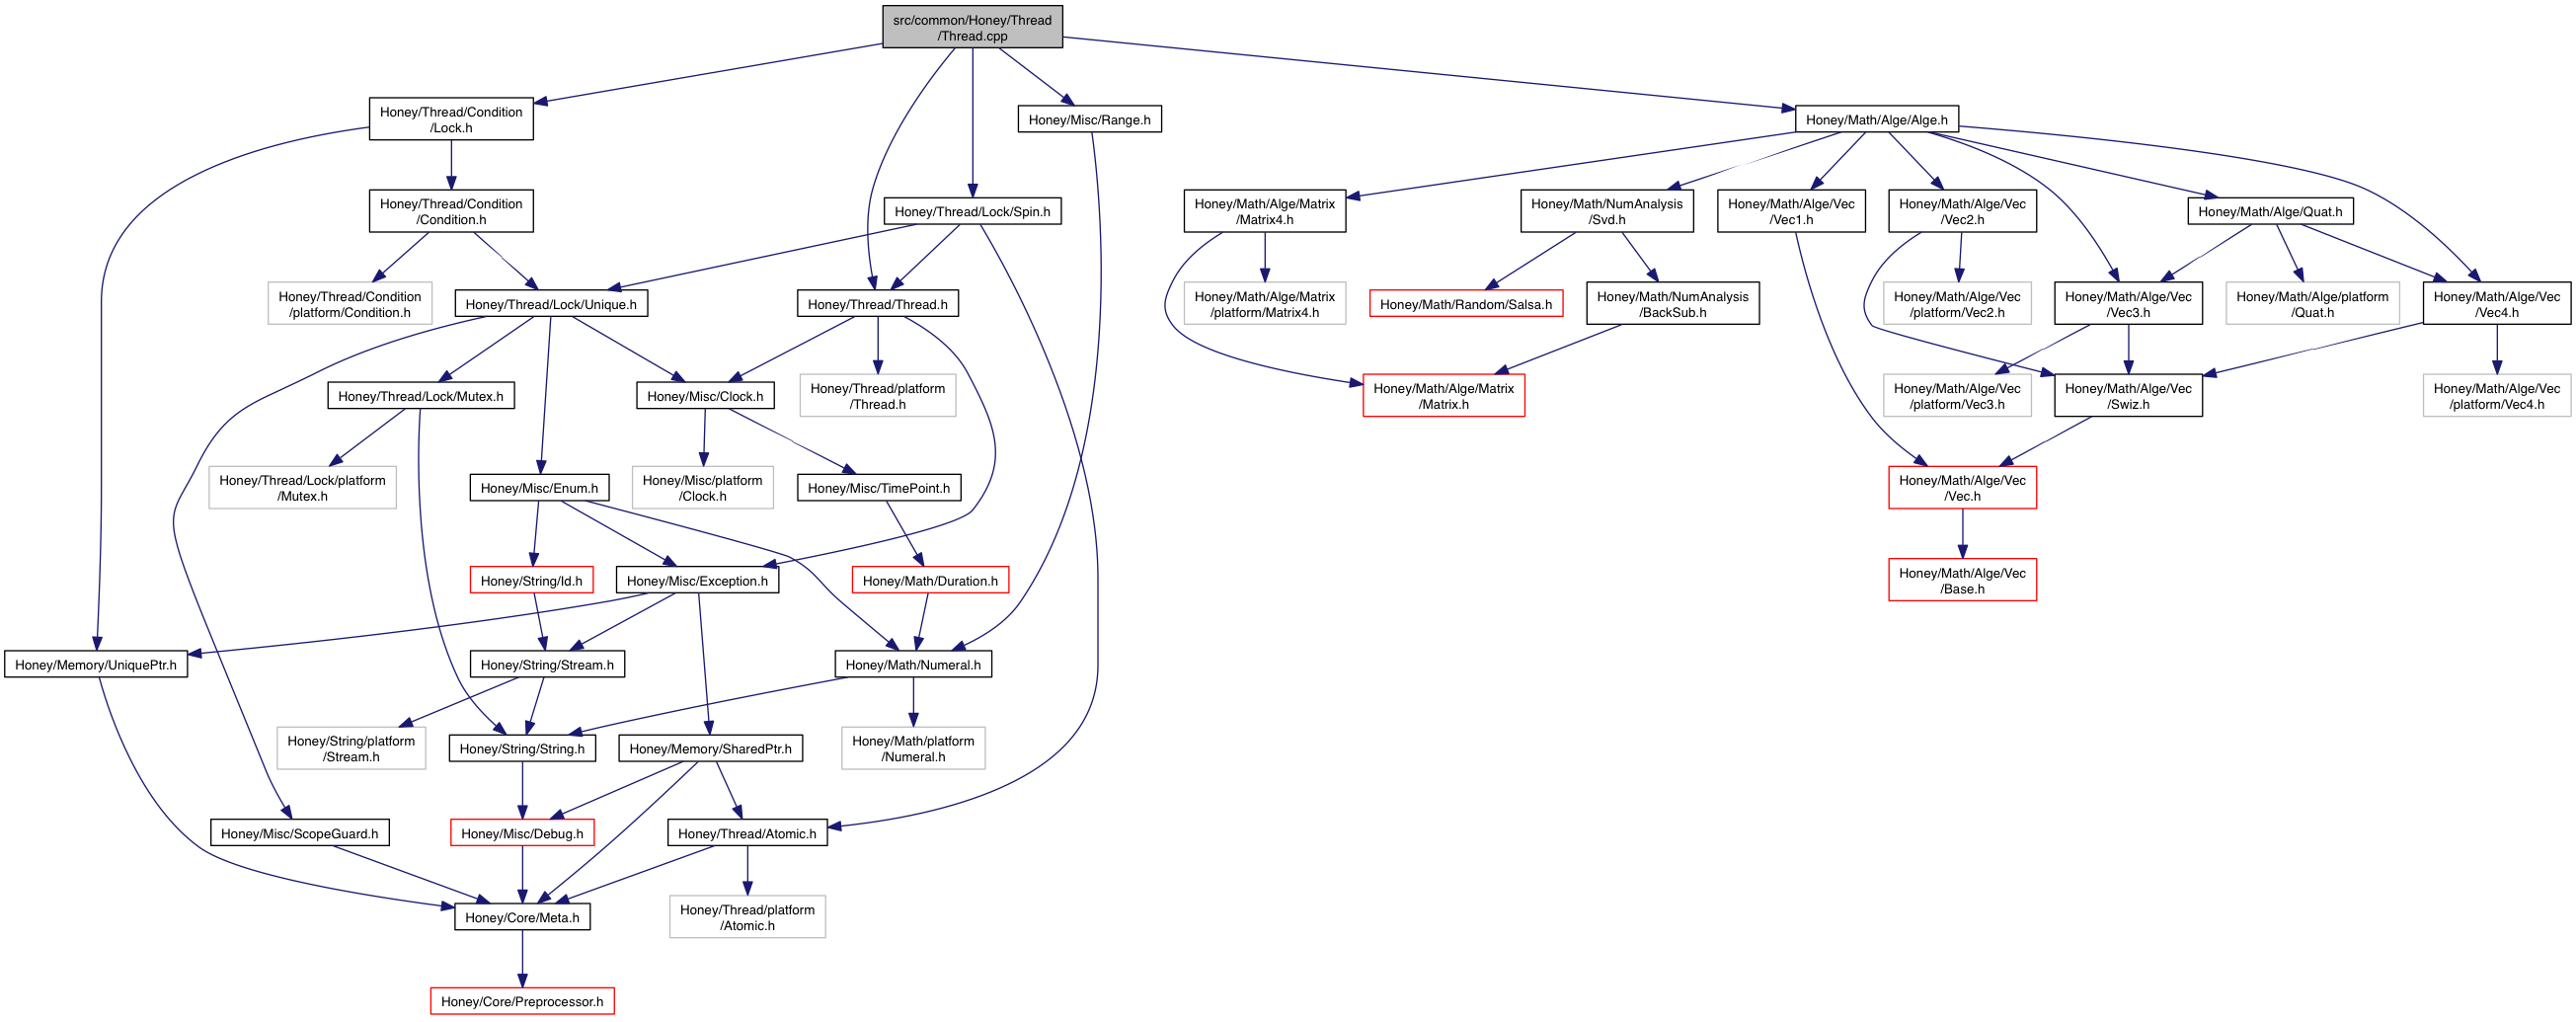 src/common/Honey/Thread
/Thread.cpp
Honey/Thread/Condition
/Lock.h
Honey/Misc/Range.h
Honey/Math/Alge/Alge.h
Honey/Thread/Condition
/Condition.h
Honey/Thread/Lock/Spin.h
Honey/Math/Alge/Matrix
/Matrix4.h
Honey/Math/NumAnalysis
/Svd.h
Honey/Math/Alge/Vec
/Vec1.h
Honey/Math/Alge/Vec
/Vec2.h
Honey/Math/Alge/Quat.h
Honey/Thread/Condition
/platform/Condition.h
Honey/Thread/Lock/Unique.h
Honey/Thread/Thread.h
Honey/Math/Alge/Matrix
/platform/Matrix4.h
Honey/Math/Random/Salsa.h
Honey/Math/NumAnalysis
/BackSub.h
Honey/Math/Alge/Vec
/platform/Vec2.h
Honey/Math/Alge/Vec
/Vec3.h
Honey/Math/Alge/platform
/Quat.h
Honey/Math/Alge/Vec
/Vec4.h
Honey/Thread/Lock/Mutex.h
Honey/Misc/Clock.h
Honey/Thread/platform
/Thread.h
Honey/Math/Alge/Matrix
/Matrix.h
Honey/Math/Alge/Vec
/platform/Vec3.h
Honey/Math/Alge/Vec
/Swiz.h
Honey/Math/Alge/Vec
/platform/Vec4.h
Honey/Thread/Lock/platform
/Mutex.h
Honey/Misc/Enum.h
Honey/Misc/platform
/Clock.h
Honey/Misc/TimePoint.h
Honey/Math/Alge/Vec
/Vec.h
Honey/String/Id.h
Honey/Misc/Exception.h
Honey/Math/Duration.h
Honey/Math/Alge/Vec
/Base.h
Honey/Memory/UniquePtr.h
Honey/String/Stream.h
Honey/Math/Numeral.h
Honey/String/platform
/Stream.h
Honey/String/String.h
Honey/Memory/SharedPtr.h
Honey/Math/platform
/Numeral.h
Honey/Misc/ScopeGuard.h
Honey/Misc/Debug.h
Honey/Thread/Atomic.h
Honey/Core/Meta.h
Honey/Thread/platform
/Atomic.h
Honey/Core/Preprocessor.h